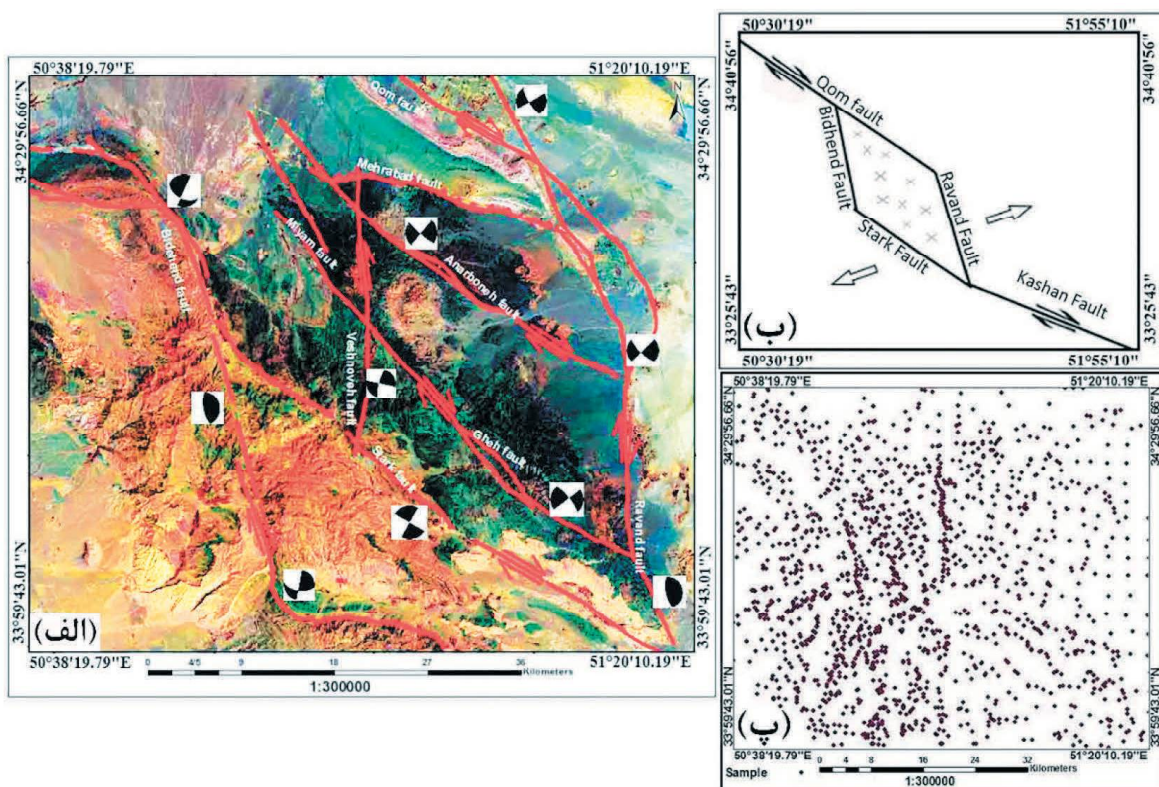 50°38'19.79"E
51°20'10.19"E
34°29'56.66"N
34°29'56.66"N
N
Qom fault
Mehrabad fault
Miyam fault
Bidhend fault
Anarboneh fault
Veshnoveh fault
Gheh fault
Stark fault
Ravand fault
33°59'43.01"N
33°59'43.01"N
(الف)
50°38'19.79"E
51°20'10.19"E
0 4.5 9 18 27 36
Kilometers
1:300000
50°30'19"
51°55'10"
34°40'56"
34°40'56"
Qom fault
Bidhend Fault
Ravand Fault
Stark Fault
Kashan Fault
33°25'43"
33°25'43"
(ب)
50°30'19"
51°55'10"
50°38'19.79"E
51°20'10.19"E
34°29'56.66"N
34°29'56.66"N
33°59'43.01"N
33°59'43.01"N
(پ)
50°38'19.79"E
51°20'10.19"E
Sample
0 4 8 16 24 32
Kilometers
1:300000